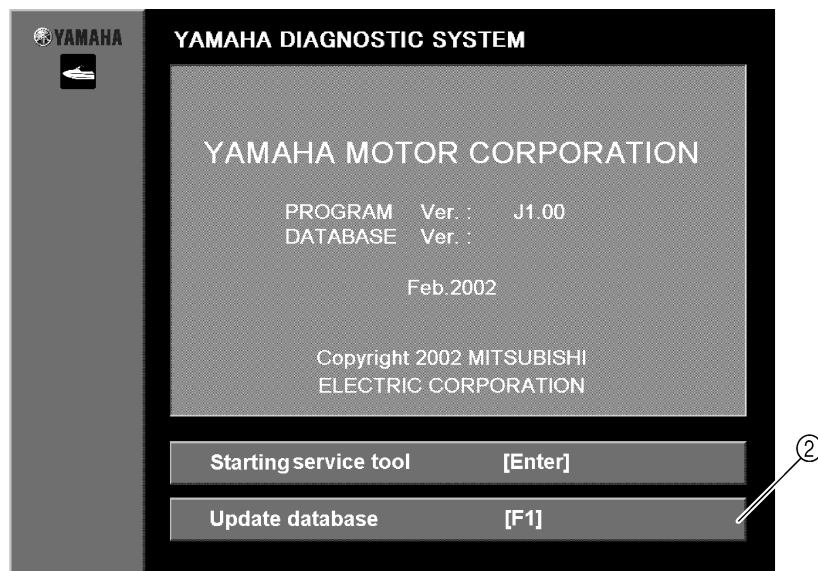 YAMAHA
YAMAHA DIAGNOSTIC SYSTEM
YAMAHA MOTOR CORPORATION
PROGRAM Ver. : J1.00
DATABASE Ver. :
Feb.2002
Copyright 2002 MITSUBISHI
ELECTRIC CORPORATION
Starting service tool [Enter]
Update database [F1]
②